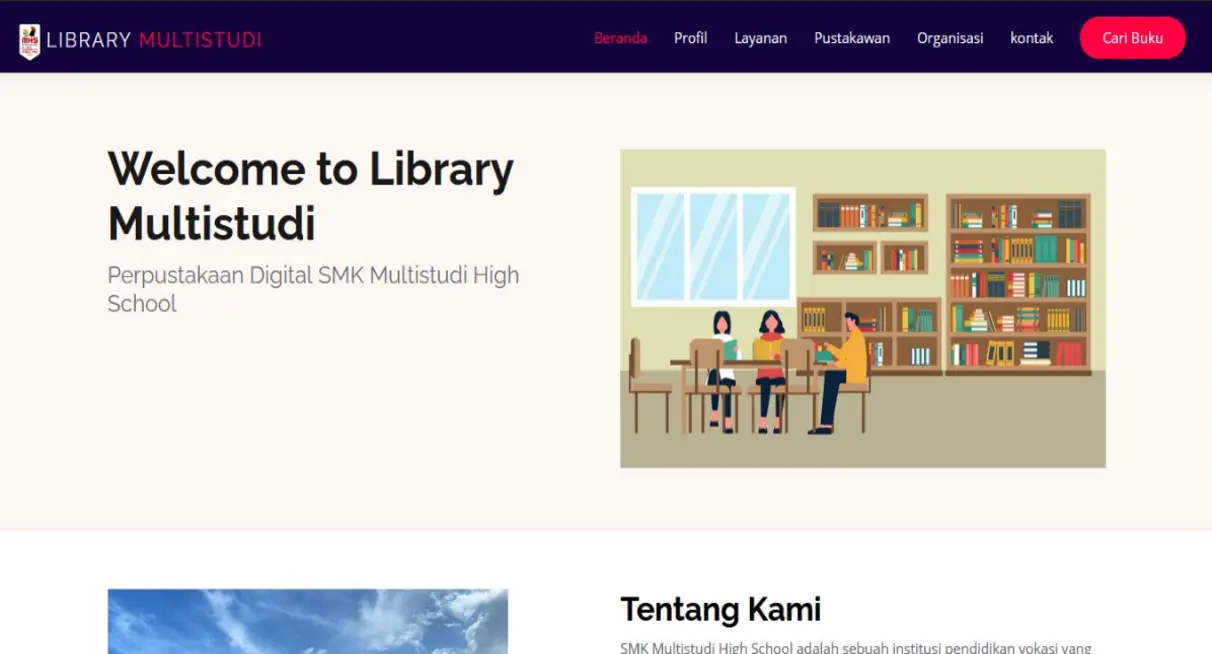 MHS
LIBRARY MULTISTUDI
Beranda Profil Layanan Pustakawan Organisasi kontak Cari Buku
Welcome to Library
Multistudi
Perpustakaan Digital SMK Multistudi High
School
Tentang Kami
SMK Multistudi High School adalah sebuah institusi pendidikan vokasi yang